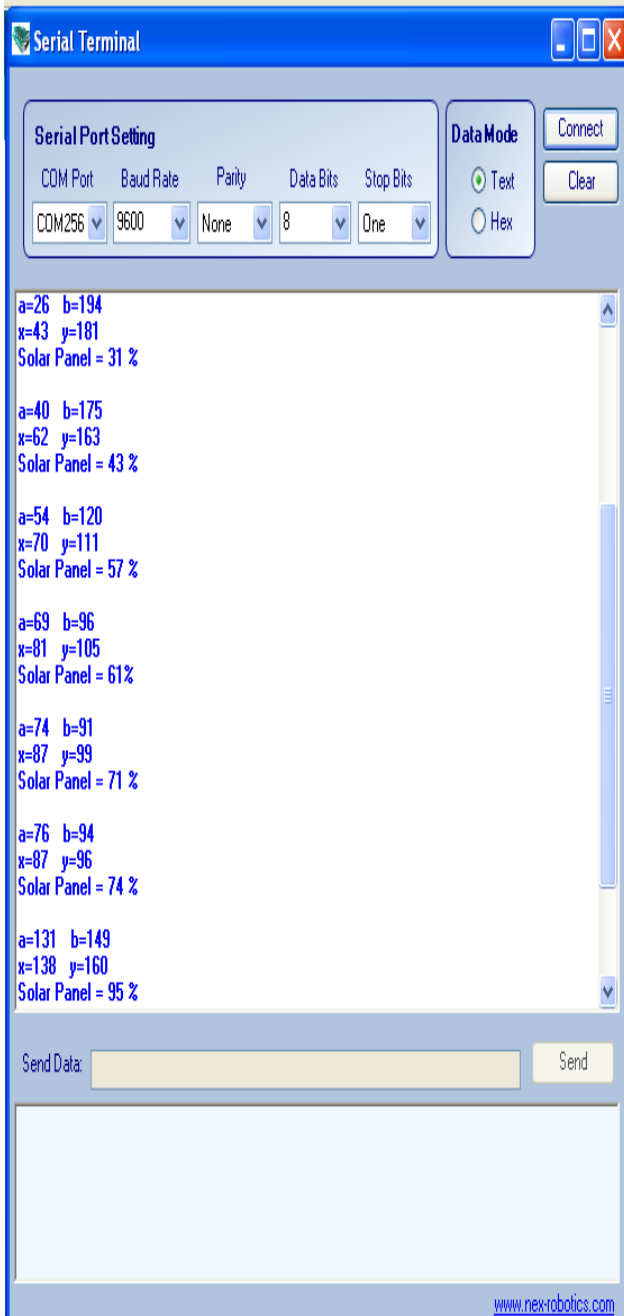 Serial Terminal
Serial Port Setting
COM Port Baud Rate Parity Data Bits Stop Bits
COM256 9600 None 8 One
Data Mode
Text
Hex
Connect
Clear
a=26 b=194
x=43 y=181
Solar Panel = 31 %
a=40 b=175
x=62 y=163
Solar Panel = 43 %
a=54 b=120
x=70 y=111
Solar Panel = 57 %
a=69 b=96
x=81 y=105
Solar Panel = 61%
a=74 b=91
x=87 y=99
Solar Panel = 71 %
a=76 b=94
x=87 y=96
Solar Panel = 74 %
a=131 b=149
x=138 y=160
Solar Panel = 95 %
Send Data:
Send
www.nex-robotics.com